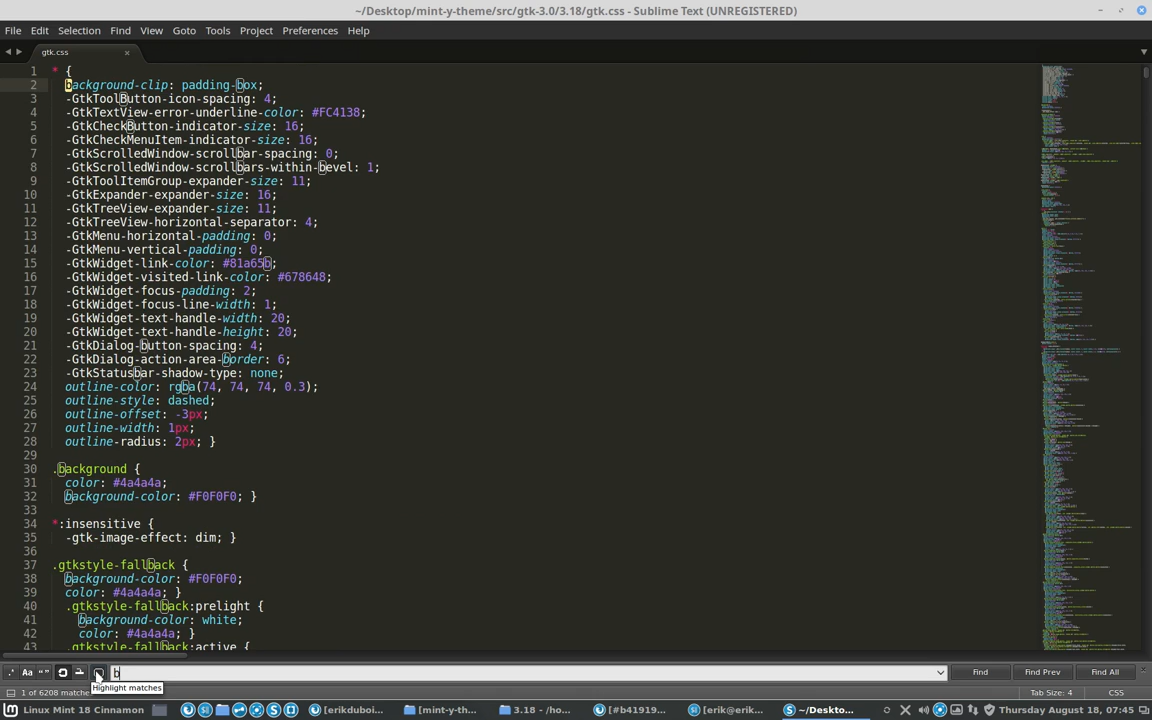 ~/Desktop/mint-y-theme/src/gtk-3.0/3.18/gtk.css - Sublime Text (UNREGISTERED)
File Edit Selection Find View Goto Tools Project Preferences Help
gtk.css
1 * {
2 background-clip: padding-box;
3 -GtkToolButton-icon-spacing: 4;
4 -GtkTextView-error-underline-color: #FC4138;
5 -GtkCheckButton-indicator-size: 16;
6 -GtkCheckMenuItem-indicator-size: 16;
7 -GtkScrolledWindow-scrollbar-spacing: 0;
8 -GtkScrolledWindow-scrollbars-within-bevel: 1;
9 -GtkToolItemGroup-expander-size: 11;
10 -GtkExpander-expander-size: 16;
11 -GtkTreeView-expander-size: 11;
12 -GtkTreeView-horizontal-separator: 4;
13 -GtkMenu-horizontal-padding: 0;
14 -GtkMenu-vertical-padding: 0;
15 -GtkWidget-link-color: #81a65b;
16 -GtkWidget-visited-link-color: #678648;
17 -GtkWidget-focus-padding: 2;
18 -GtkWidget-focus-line-width: 1;
19 -GtkWidget-text-handle-width: 20;
20 -GtkWidget-text-handle-height: 20;
21 -GtkDialog-button-spacing: 4;
22 -GtkDialog-action-area-border: 6;
23 -GtkStatusbar-shadow-type: none;
24 outline-color: rgba(74, 74, 74, 0.3);
25 outline-style: dashed;
26 outline-offset: -3px;
27 outline-width: 1px;
28 outline-radius: 2px; }
29
30 .background {
31 color: #4a4a4a;
32 background-color: #F0F0F0; }
33
34 *:insensitive {
35 -gtk-image-effect: dim; }
36
37 .gtkstyle-fallback {
38 background-color: #F0F0F0;
39 color: #4a4a4a; }
40 .gtkstyle-fallback:prelight {
41 background-color: white;
42 color: #4a4a4a; }
43 .gtkstyle-fallback:active {
.* Aa “” b Find Find Prev Find All
Highlight matches
1 of 6208 matche Tab Size: 4 CSS
Linux Mint 18 Cinnamon [erikduboi... [mint-y-th... 3.18 - /ho... [#b41919... [erik@erik... ~/Deskto... Thursday August 18, 07:45